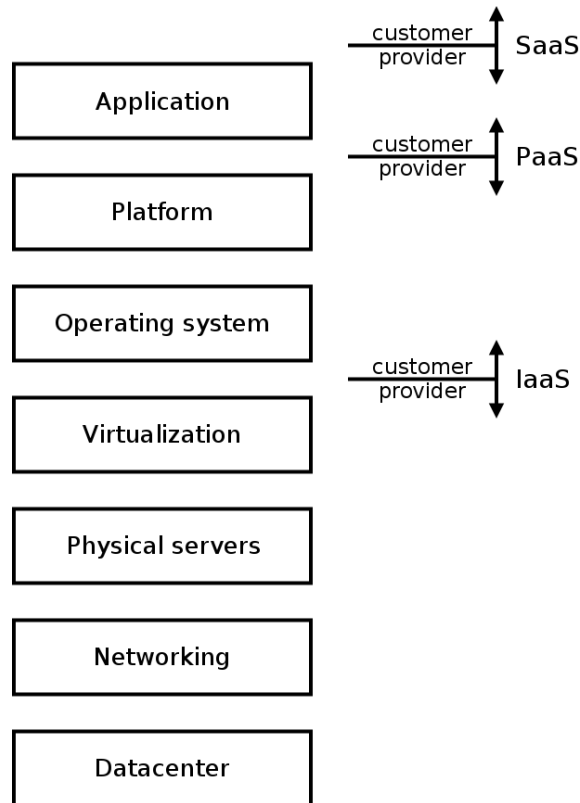 customer
provider
SaaS
Application
customer
provider
PaaS
Platform
Operating system
customer
provider
IaaS
Virtualization
Physical servers
Networking
Datacenter